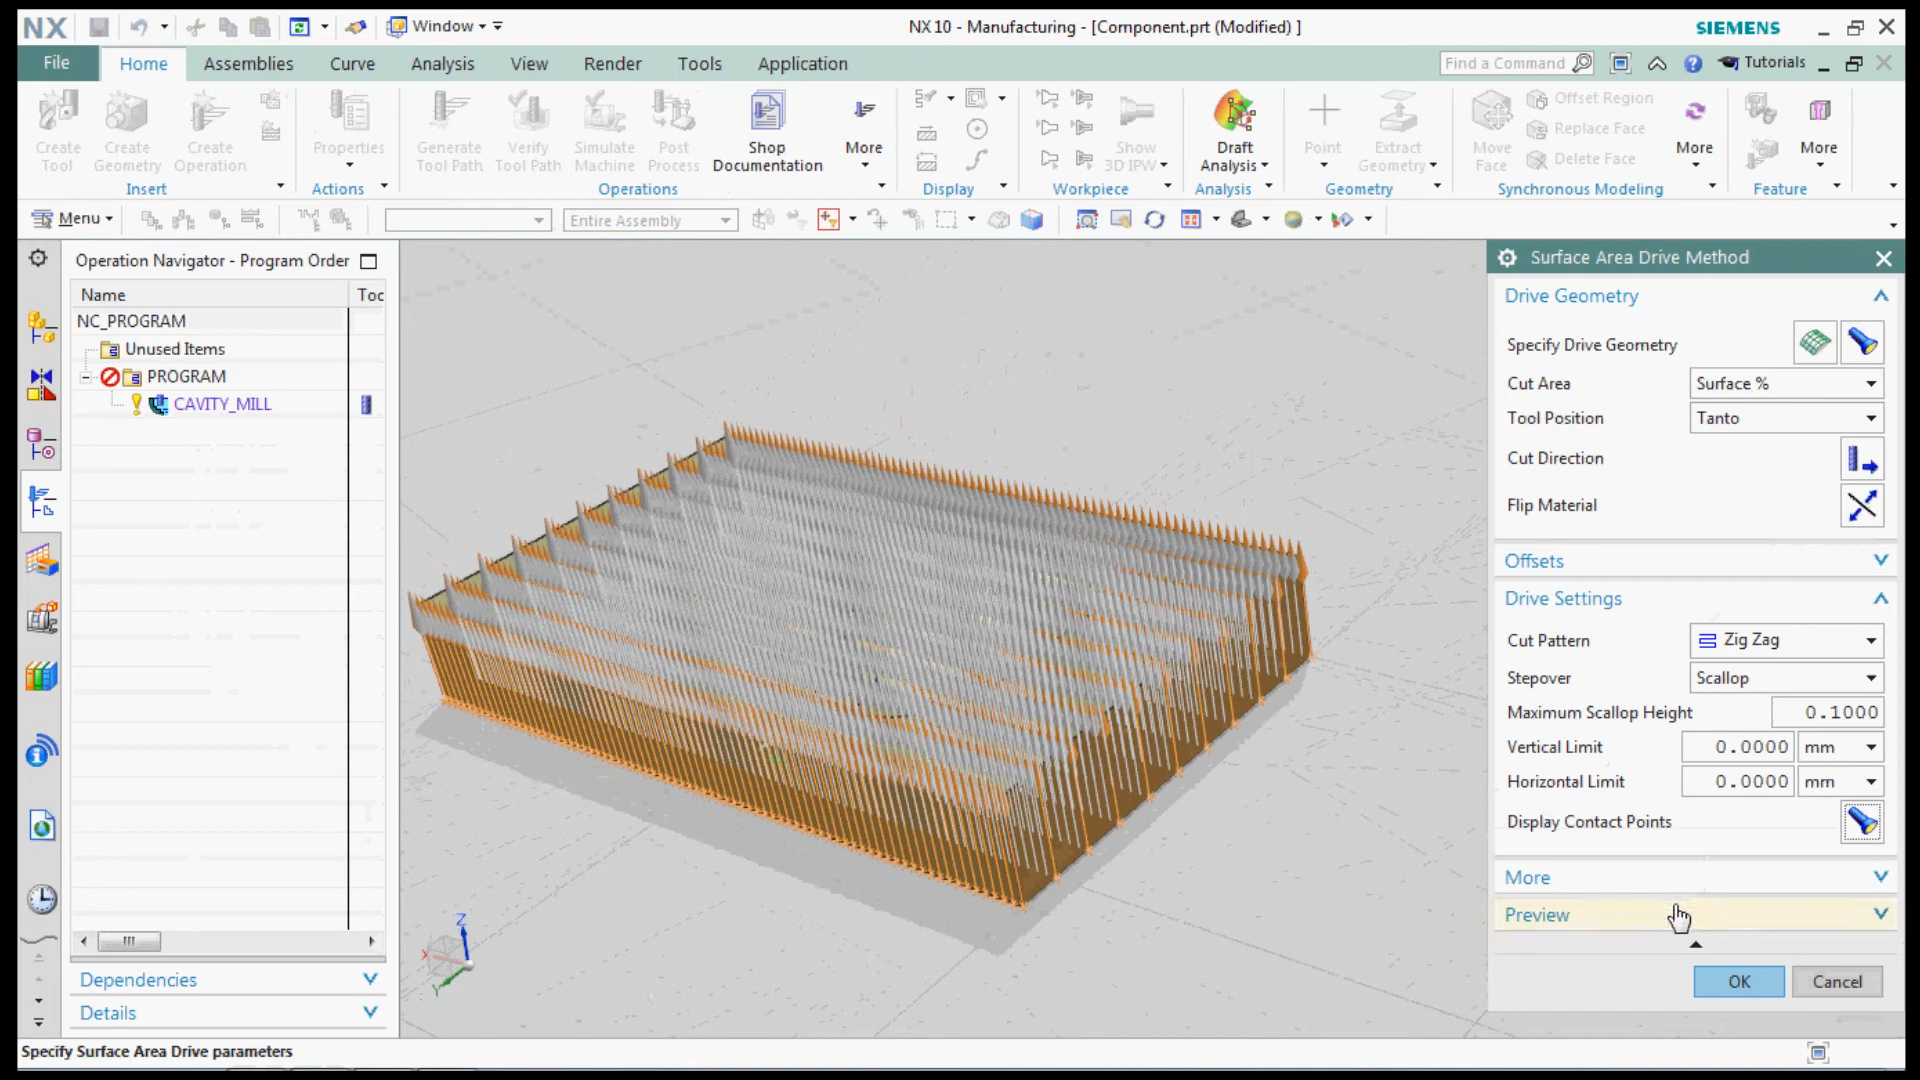 NX
Window
NX 10 - Manufacturing - [Component.prt (Modified) ]
SIEMENS
File
Home
Assemblies
Curve
Analysis
View
Render
Tools
Application
Find a Command
Tutorials
Create Tool
Create Geometry
Create Operation
Properties
Generate Tool Path
Verify Tool Path
Simulate Machine
Post Process
Shop Documentation
More
Show 3D IPW
Draft Analysis
Point
Extract Geometry
Move Face
Offset Region
Replace Face
Delete Face
More
More
Insert
Actions
Operations
Display
Workpiece
Analysis
Geometry
Synchronous Modeling
Feature
Menu
Entire Assembly
Operation Navigator - Program Order
Name
Toc
NC_PROGRAM
Unused Items
PROGRAM
CAVITY_MILL
Dependencies
Details
Z
X
Y
Surface Area Drive Method
Drive Geometry
Specify Drive Geometry
Cut Area
Surface %
Tool Position
Tanto
Cut Direction
Flip Material
Offsets
Drive Settings
Cut Pattern
Zig Zag
Stepover
Scallop
Maximum Scallop Height
0.1000
Vertical Limit
0.0000
mm
Horizontal Limit
0.0000
mm
Display Contact Points
More
Preview
OK
Cancel
Specify Surface Area Drive parameters